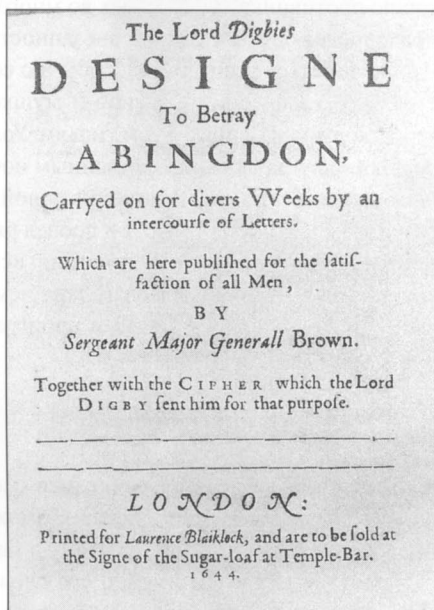 The Lord Digbies
DESIGNE
To Betray
ABINGDON,
Carryed on for divers VVeeks by an
intercourſe of Letters.
Which are here publiſhed for the ſatiſ-
faction of all Men,
BY
Sergeant Major Generall Brown.
Together with the CIPHER which the Lord
DIGBY ſent him for that purpoſe.
LONDON:
Printed for Laurence Blaiklock, and are to be ſold at
the Signe of the Sugar-loaf at Temple-Bar.
1644.